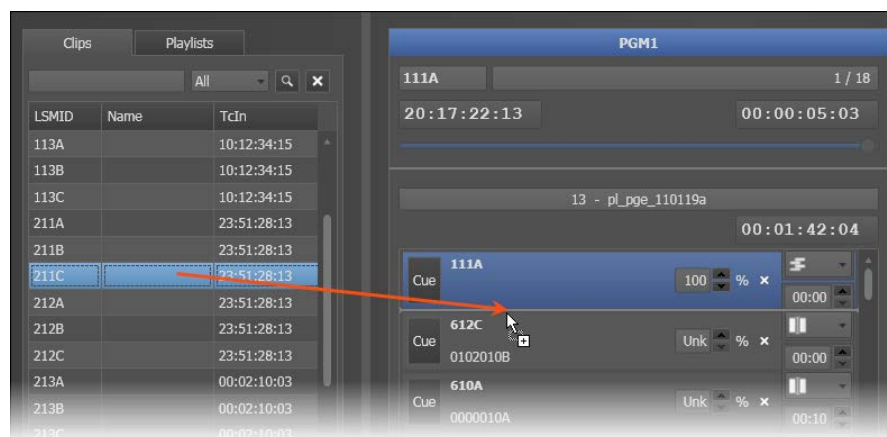 Clips Playlists
All
LSMID Name TcIn
113A 10:12:34:15
113B 10:12:34:15
113C 10:12:34:15
211A 23:51:28:13
211B 23:51:28:13
211C 23:51:28:13
212A 23:51:28:13
212B 23:51:28:13
212C 23:51:28:13
213A 00:02:10:03
213B 00:02:10:03
213C 00:02:10:03
PGM1
111A 1 / 18
20:17:22:13 00:00:05:03
13 - pl_pge_110119a
00:01:42:04
111A
Cue 100 %
00:00
612C
Cue Unk %
0102010B 00:00
610A
Cue Unk %
0000010A 00:10